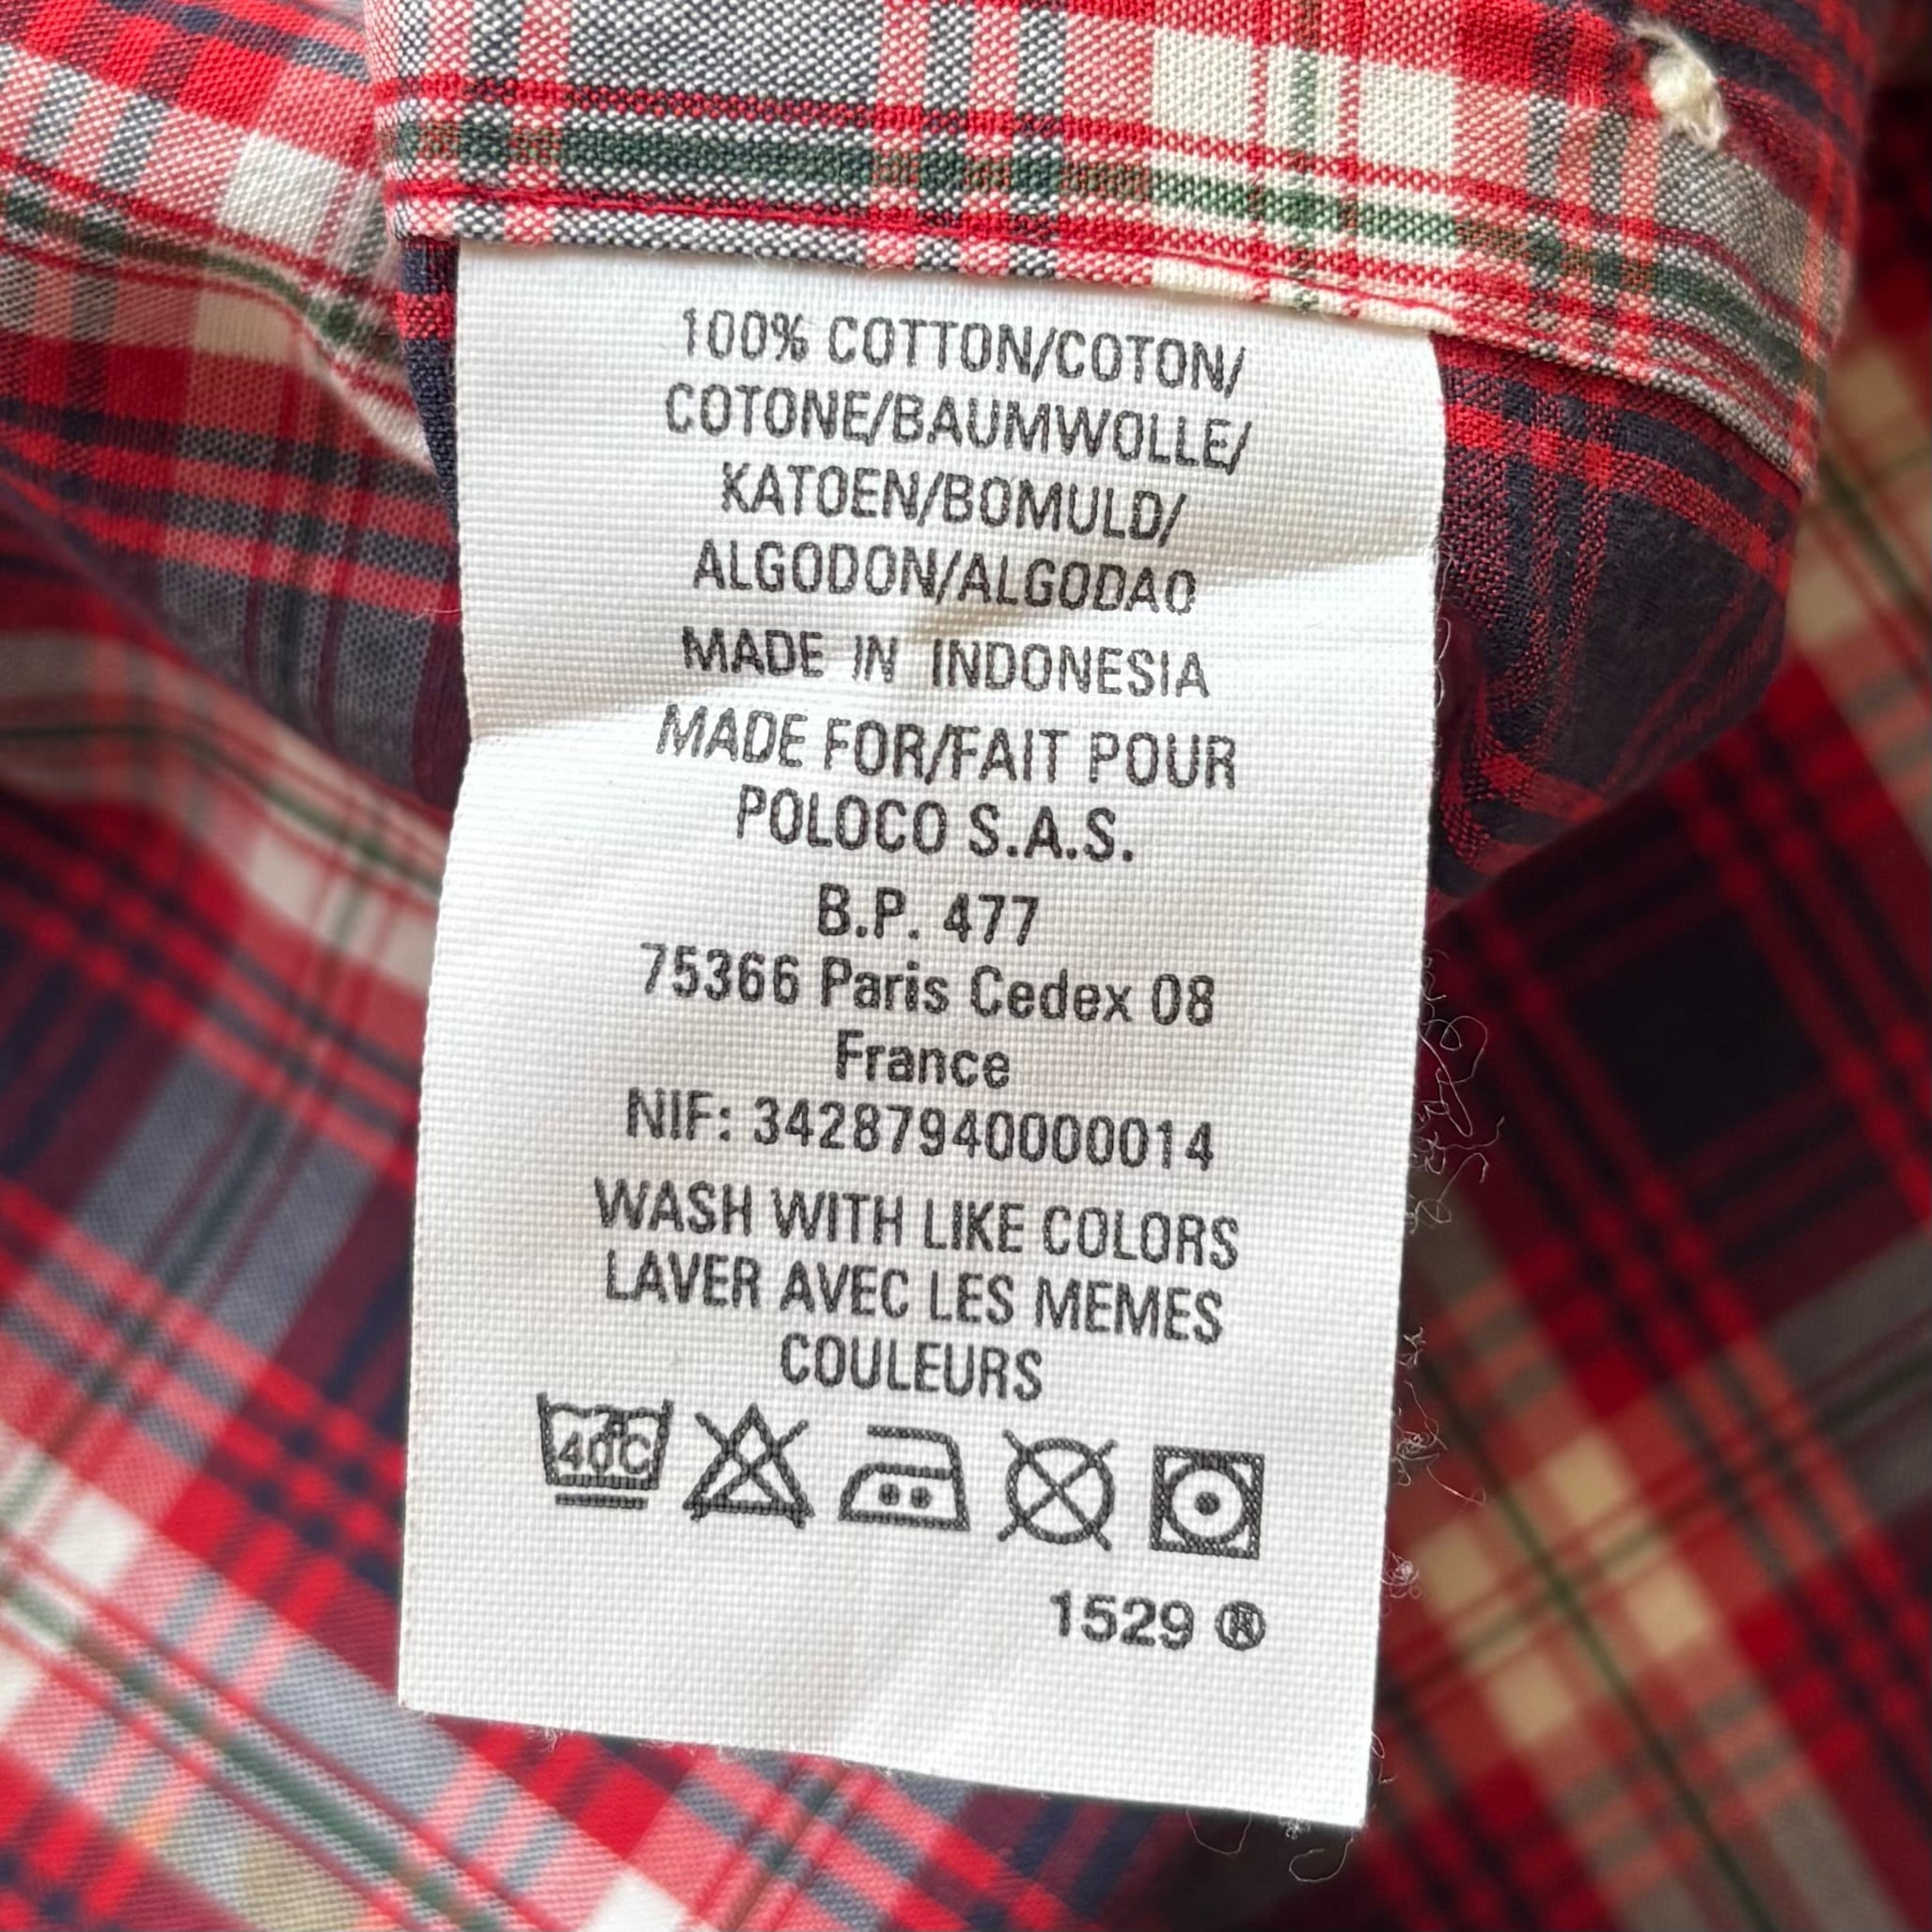 100% COTTON/COTON/
COTONE/BAUMWOLLE/
KATOEN/BOMULD/
ALGODON/ALGODAO
MADE IN INDONESIA
MADE FOR/FAIT POUR
POLOCO S.A.S.
B.P. 477
75366 Paris Cedex 08
France
NIF: 34287940000014
WASH WITH LIKE COLORS
LAVER AVEC LES MEMES
COULEURS
40°C
1529 ®